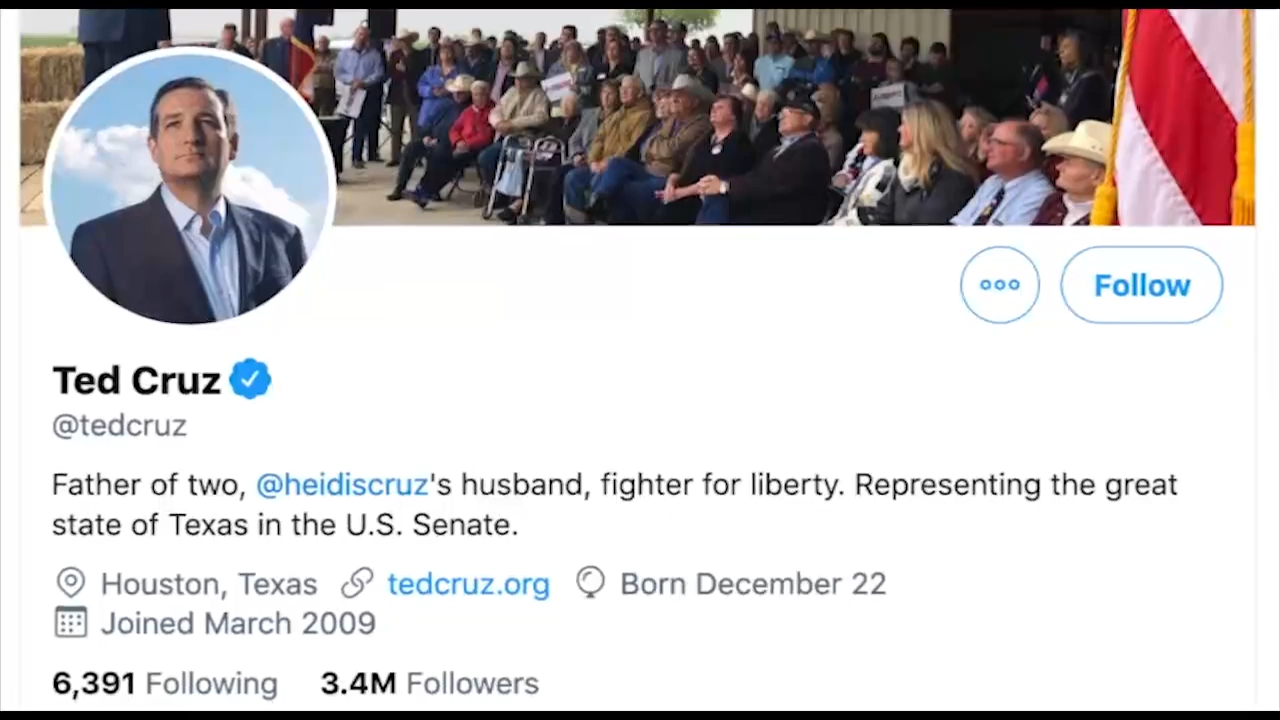 Follow
Ted Cruz
@tedcruz
Father of two, @heidiscruz's husband, fighter for liberty. Representing the great
state of Texas in the U.S. Senate.
Houston, Texas tedcruz.org Born December 22
Joined March 2009
6,391 Following 3.4M Followers